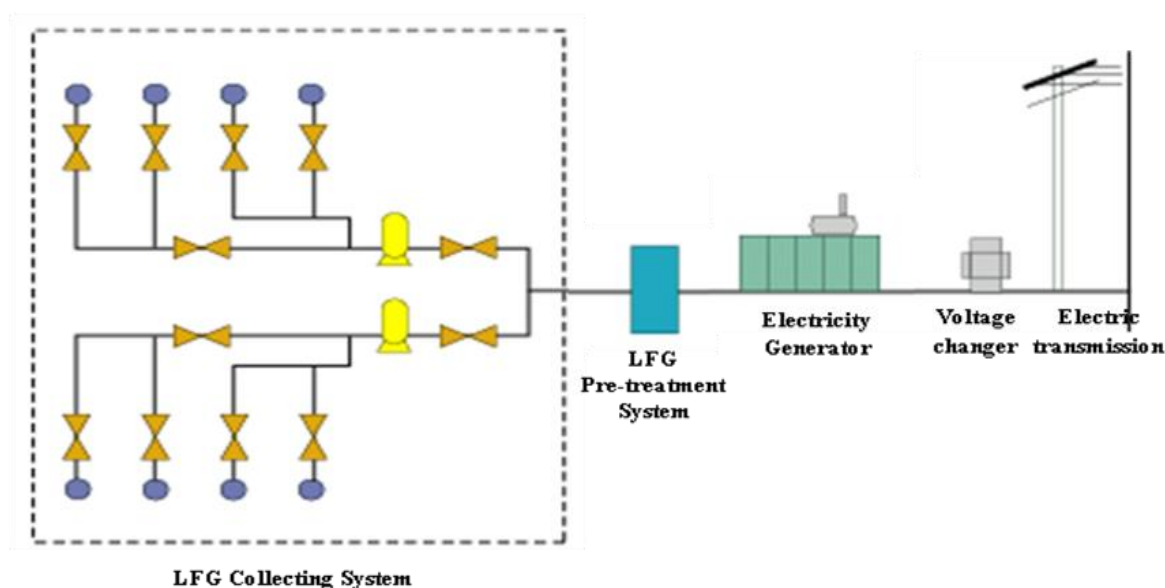 Electricity
Generator
Voltage
changer
Electric
transmission
LFG
Pre-treatment
System
LFG Collecting System